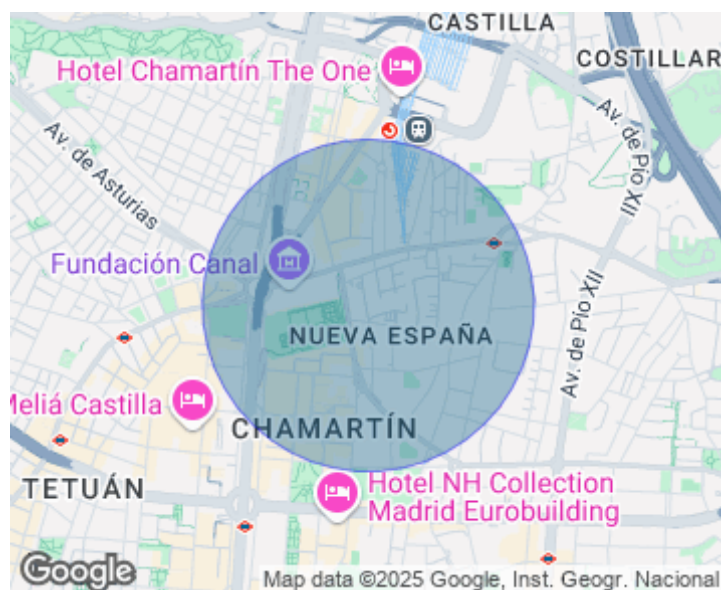 CASTILLA
Hotel Chamartín The One
COSTILLAR
Av. de Asturias
Av. de Pío XII
Fundación Canal
NUEVA ESPAÑA
Av. de Pío XII
Meliá Castilla
CHAMARTÍN
TETUÁN
Hotel NH Collection
Madrid Eurobuilding
Google
Map data ©2025 Google, Inst. Geogr. Nacional